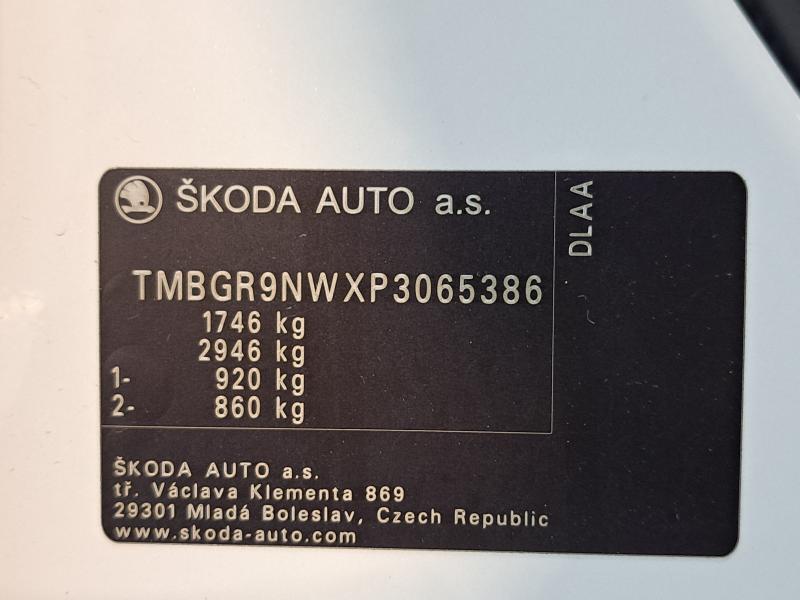 ŠKODA AUTO a.s.
DLAA
TMBGR9NWXP3065386
1746 kg
2946 kg
1- 920 kg
2- 860 kg
ŠKODA AUTO a.s.
tř. Václava Klementa 869
29301 Mladá Boleslav, Czech Republic
www.skoda-auto.com